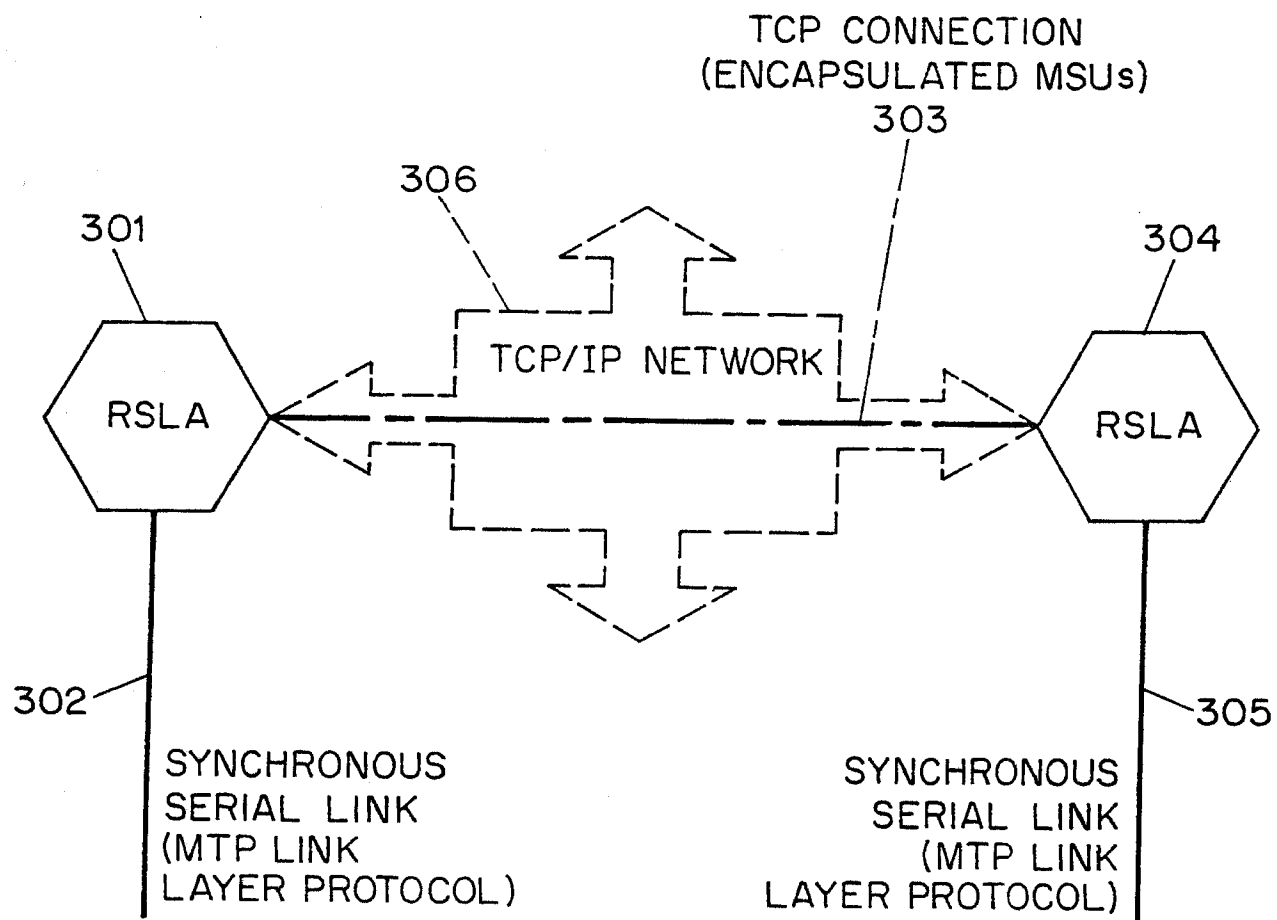 TCP CONNECTION
(ENCAPSULATED MSUs)
303
306
301
304
TCP/IP NETWORK
RSLA
RSLA
302
305
SYNCHRONOUS
SERIAL LINK
(MTP LINK
LAYER PROTOCOL)
SYNCHRONOUS
SERIAL LINK
(MTP LINK
LAYER PROTOCOL)